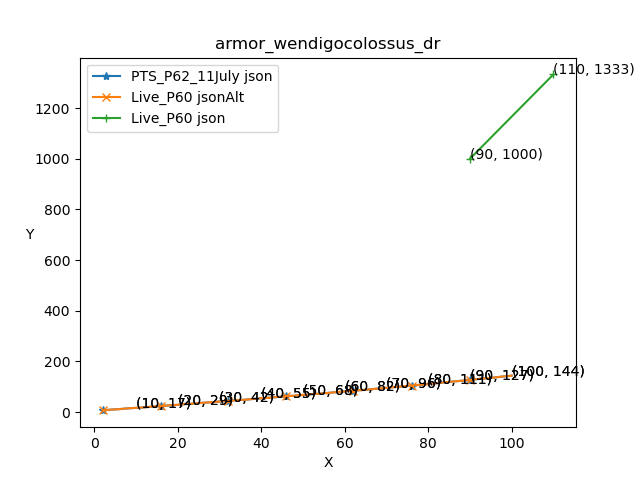 armor_wendigocolossus_dr
PTS_P62_11July json
Live_P60 jsonAlt
Live_P60 json
(110, 1333)
(90, 1000)
(10, 17)
(20, 29)
(30, 42)
(40, 55)
(50, 68)
(60, 82)
(70, 96)
(80, 111)
(90, 127)
(100, 144)
1200
1000
800
600
400
200
0
Y
0 20 40 60 80 100
X